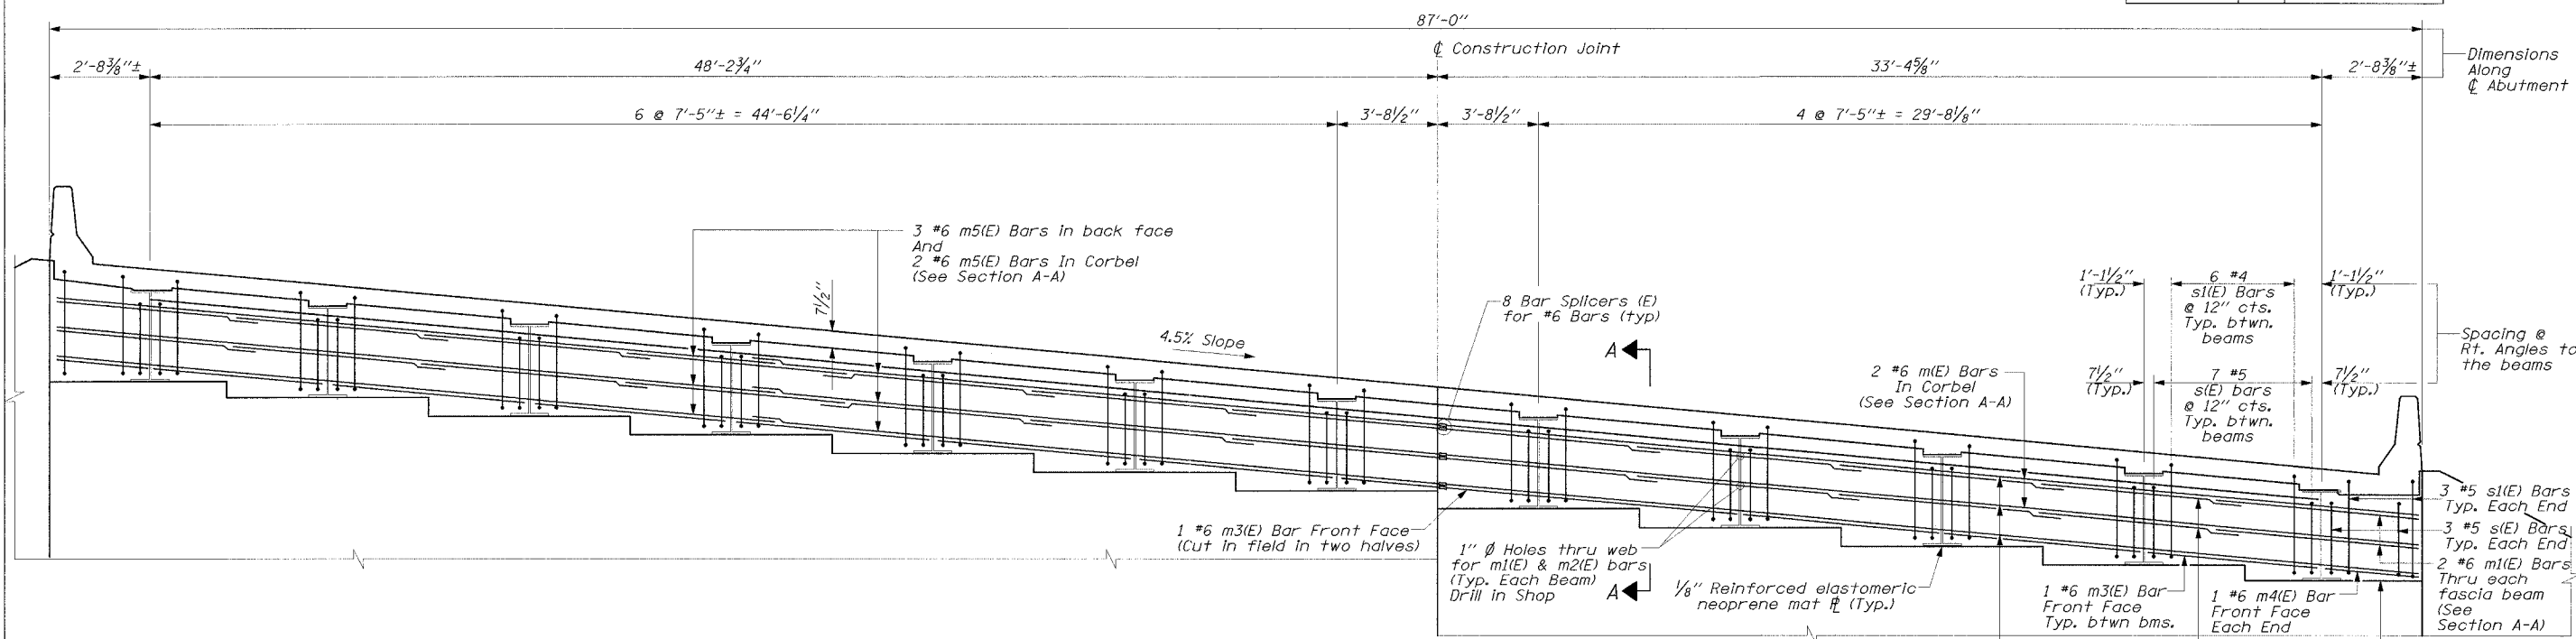 87'-0"
℄ Construction Joint
2'-8⅜"±
48'-2¾"
33'-4⅝"
2'-8⅜"±
Dimensions
Along
℄ Abutment
6 @ 7'-5"± = 44'-6¼"
3'-8½"
3'-8½"
4 @ 7'-5"± = 29'-8⅛"
3 #6 m5(E) Bars in back face
And
2 #6 m5(E) Bars In Corbel
(See Section A-A)
7½"
8 Bar Splicers (E)
for #6 Bars (typ)
4.5% Slope
A
1'-1½"
(Typ.)
6 #4
s1(E) Bars
@ 12" cts.
Typ. btwn.
beams
1'-1½"
(Typ.)
Spacing @
Rt. Angles to
the beams
2 #6 m(E) Bars
In Corbel
(See Section A-A)
7½"
(Typ.)
7 #5
s(E) bars
@ 12" cts.
Typ. btwn.
beams
7½"
(Typ.)
1 #6 m3(E) Bar Front Face
(Cut in field in two halves)
1" Ø Holes thru web
for m1(E) & m2(E) bars
(Typ. Each Beam)
Drill in Shop
A
⅛" Reinforced elastomeric
neoprene mat ℄ (Typ.)
1 #6 m3(E) Bar
Front Face
Typ. btwn bms.
1 #6 m4(E) Bar
Front Face
Each End
3 #5 s1(E) Bars
Typ. Each End
3 #5 s(E) Bars
Typ. Each End
2 #6 m1(E) Bars
Thru each
fascia beam
(See
Section A-A)